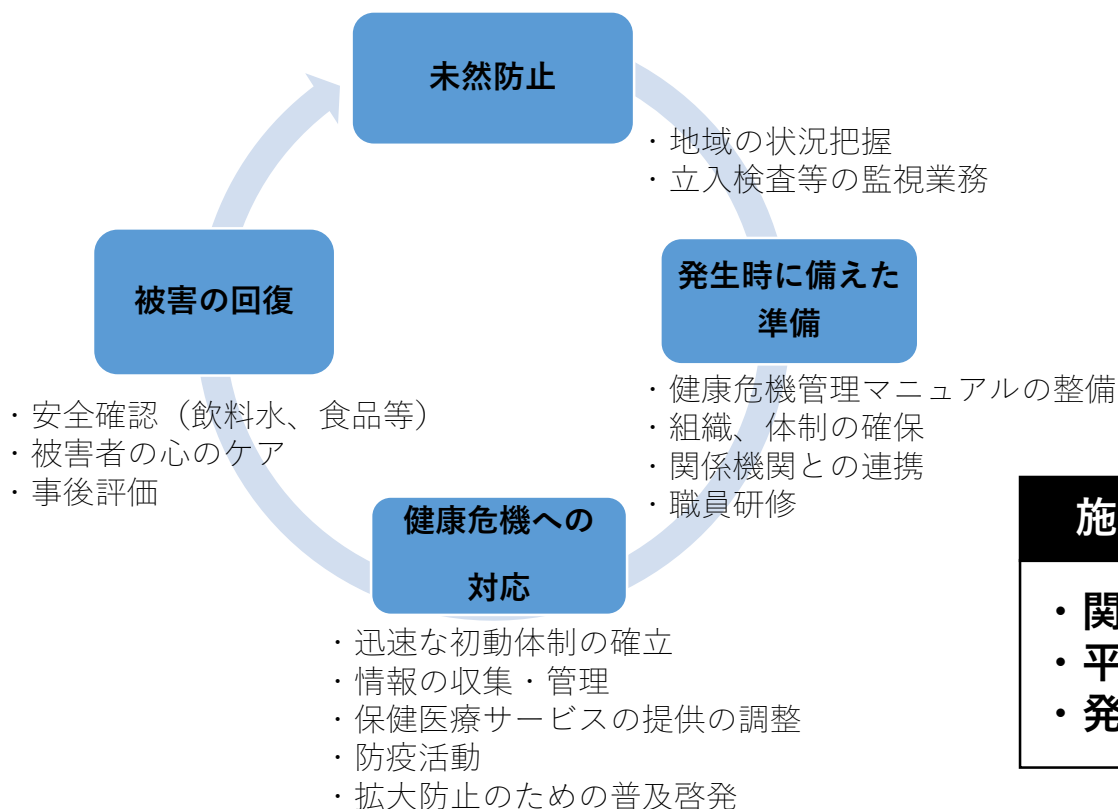 未然防止
・地域の状況把握
・立入検査等の監視業務
発生時に備えた
準備
・健康危機管理マニュアルの整備
・組織、体制の確保
・関係機関との連携
・職員研修
健康危機への
対応
・迅速な初動体制の確立
・情報の収集・管理
・保健医療サービスの提供の調整
・防疫活動
・拡大防止のための普及啓発
被害の回復
・安全確認（飲料水、食品等）
・被害者の心のケア
・事後評価
施
・関
・平
・発